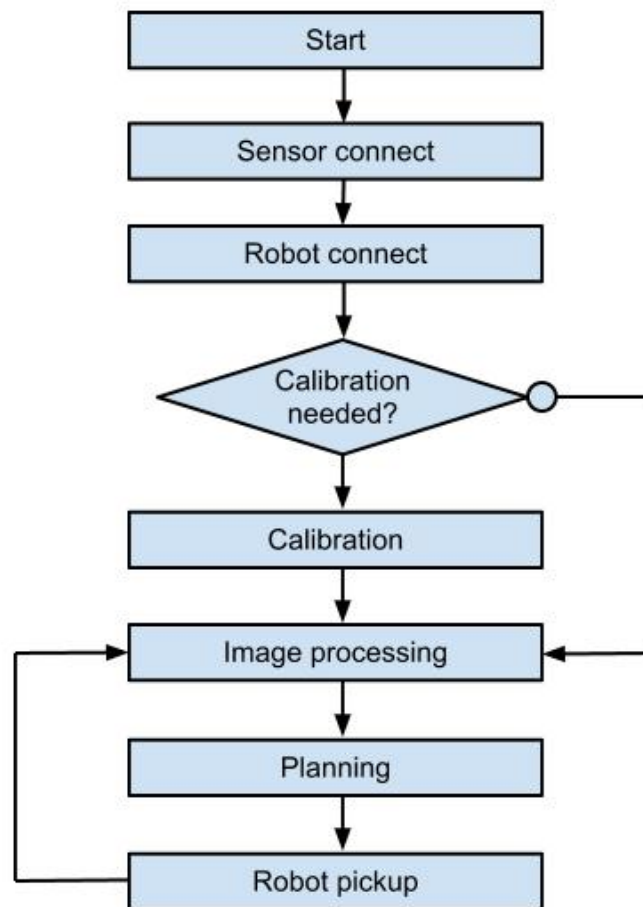 Start
Sensor connect
Robot connect
Calibration
needed?
Calibration
Image processing
Planning
Robot pickup